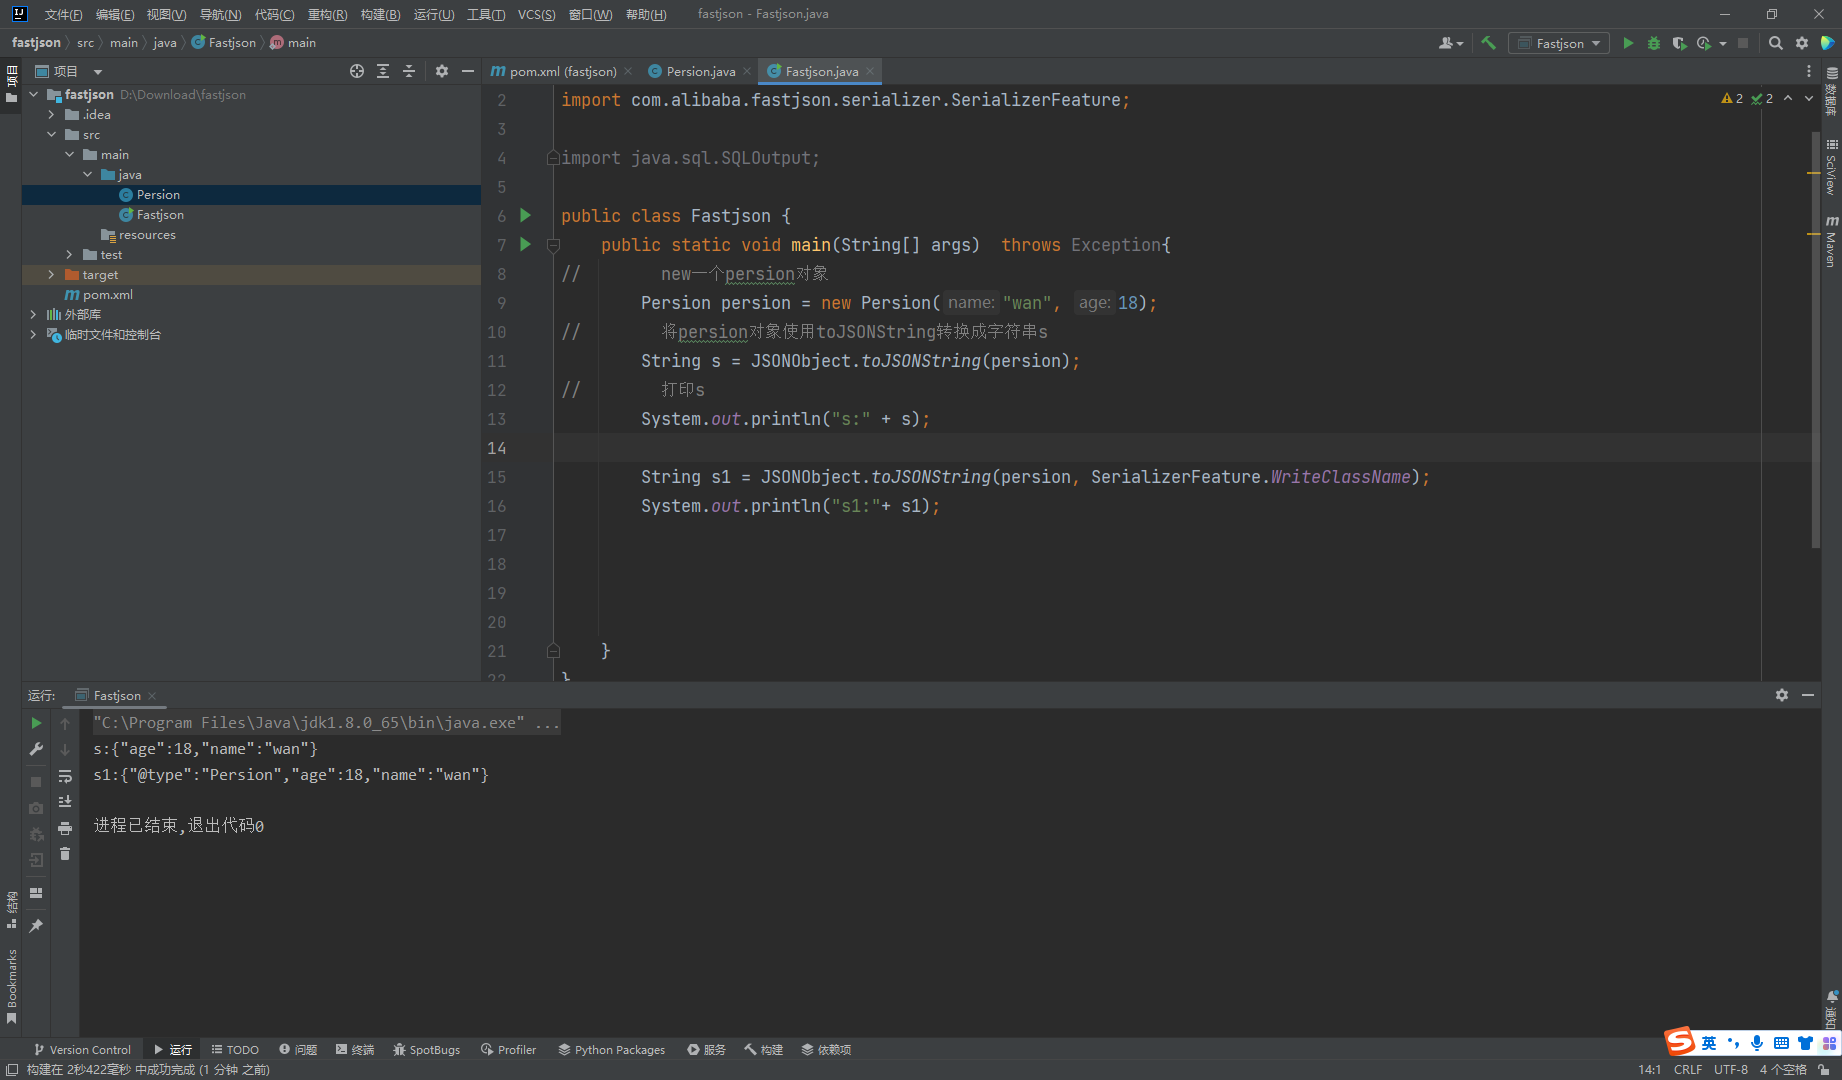 文件(F) 编辑(E) 视图(V) 导航(N) 代码(C) 重构(R) 构建(B) 运行(U) 工具(T) VCS(S) 窗口(W) 帮助(H) fastjson - Fastjson.java
fastjson src main java Fastjson main
Fastjson
项目
项目
pom.xml (fastjson) Persion.java Fastjson.java
fastjson D:\Download\fastjson
.idea
src
main
java
Persion
Fastjson
resources
test
target
pom.xml
外部库
临时文件和控制台
2 import com.alibaba.fastjson.serializer.SerializerFeature;
3
4 import java.sql.SQLOutput;
5
6 public class Fastjson {
7 public static void main(String[] args)  throws Exception{
8 //        new一个persion对象
9 Persion persion = new Persion( name: "wan", age: 18);
10 //        将persion对象使用toJSONString转换成字符串s
11 String s = JSONObject.toJSONString(persion);
12 //        打印s
13 System.out.println("s:" + s);
14
15 String s1 = JSONObject.toJSONString(persion, SerializerFeature.WriteClassName);
16 System.out.println("s1:"+ s1);
17
18
19
20
21 }
22 }
2 2
数据库
SciView
Maven
通知
运行: Fastjson
"C:\Program Files\Java\jdk1.8.0_65\bin\java.exe" ...
s:{"age":18,"name":"wan"}
s1:{"@type":"Persion","age":18,"name":"wan"}
进程已结束,退出代码0
结构
Bookmarks
Version Control 运行 TODO 问题 终端 SpotBugs Profiler Python Packages 服务 构建 依赖项
英
构建在 2秒422毫秒 中成功完成 (1 分钟 之前)
14:1 CRLF UTF-8 4 个空格